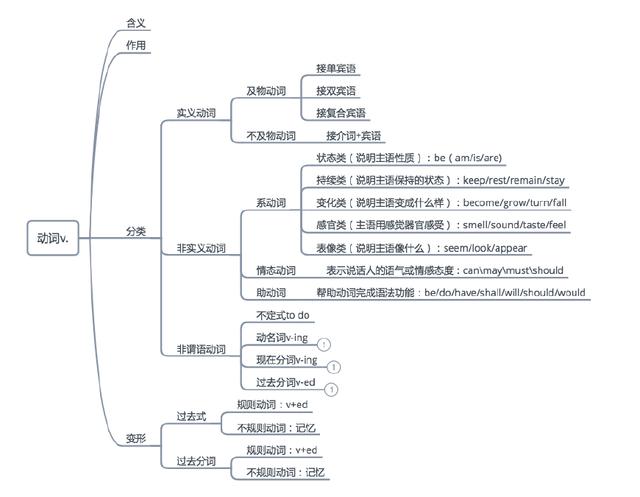 动词v.
含义
作用
分类
实义动词
及物动词
接单宾语
接双宾语
接复合宾语
不及物动词
接介词+宾语
非实义动词
系动词
状态类（说明主语性质）：be（am/is/are)
持续类（说明主语保持的状态）：keep/rest/remain/stay
变化类（说明主语变成什么样）：become/grow/turn/fall
感官类（主语用感觉器官感受）：smell/sound/taste/feel
表像类（说明主语像什么）：seem/look/appear
情态动词
表示说话人的语气或情感态度：can\may\must\should
助动词
帮助动词完成语法功能：be/do/have/shall/will/should/would
非谓语动词
不定式to do
动名词v-ing
1
现在分词v-ing
1
过去分词v-ed
1
变形
过去式
规则动词：v+ed
不规则动词：记忆
过去分词
规则动词：v+ed
不规则动词：记忆